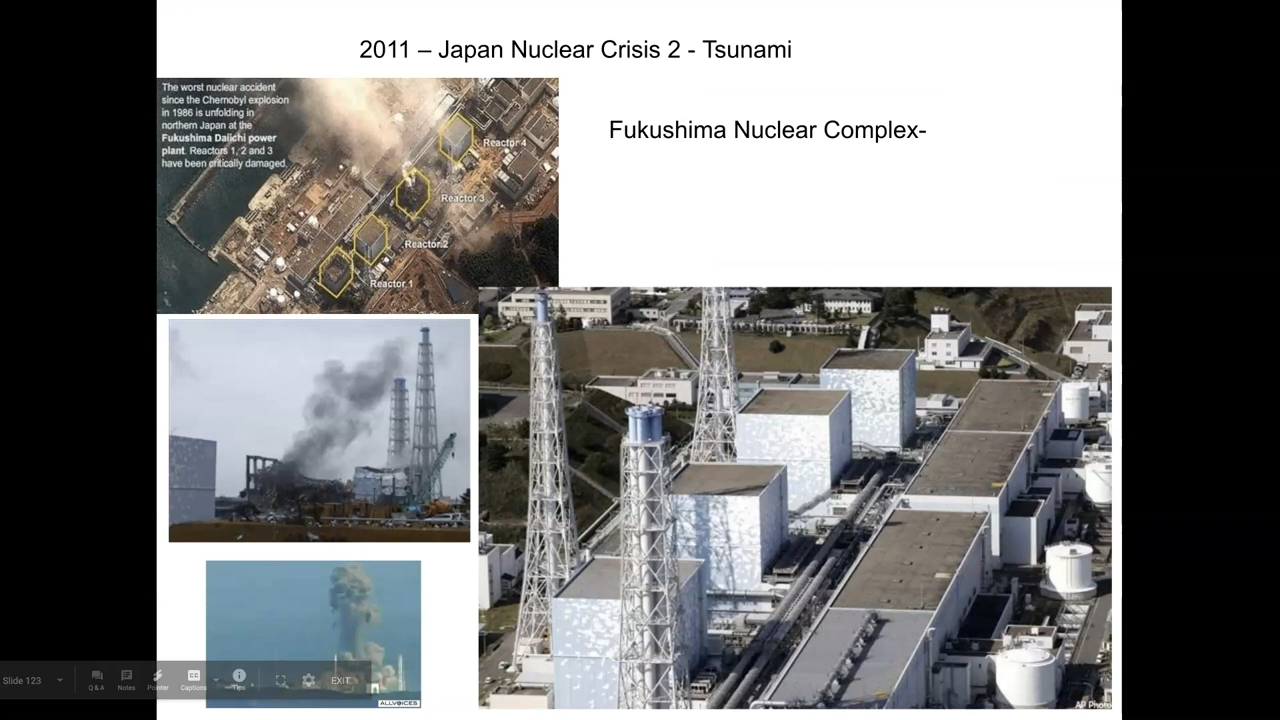 2011 – Japan Nuclear Crisis 2 - Tsunami
The worst nuclear accident
since the Chernobyl explosion
in 1986 is unfolding in
northern Japan at the
Fukushima Daiichi power
plant. Reactors 1, 2 and 3
have been critically damaged.
Reactor 4
Reactor 3
Reactor 2
Reactor 1
Fukushima Nuclear Complex-
AP Photo
ALLVOICES
Slide 123
Q & A
Notes
Pointer
Captions
Tips
EXIT